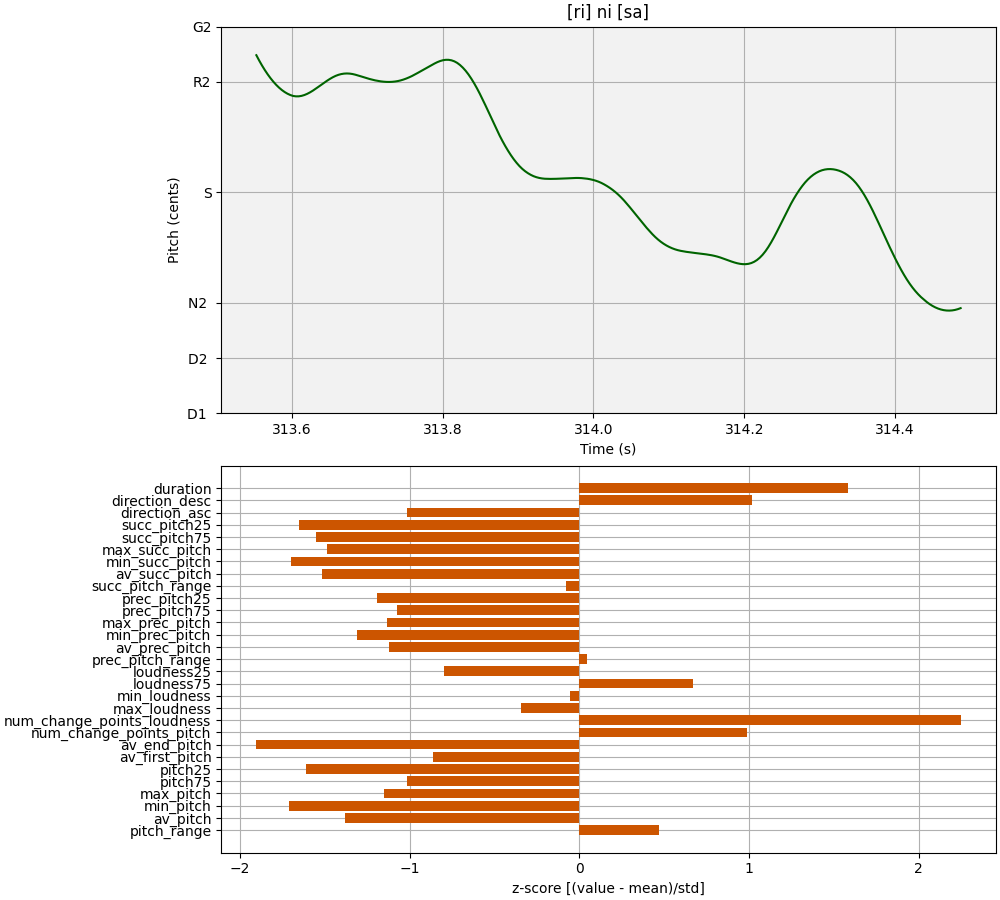 [ri] ni [sa]
G2
R2
S
N2
D2
D1
Pitch (cents)
313.6 313.8 314.0 314.2 314.4
Time (s)
duration
direction_desc
direction_asc
succ_pitch25
succ_pitch75
max_succ_pitch
min_succ_pitch
av_succ_pitch
succ_pitch_range
prec_pitch25
prec_pitch75
max_prec_pitch
min_prec_pitch
av_prec_pitch
prec_pitch_range
loudness25
loudness75
min_loudness
max_loudness
num_change_points_loudness
num_change_points_pitch
av_end_pitch
av_first_pitch
pitch25
pitch75
max_pitch
min_pitch
av_pitch
pitch_range
−2 −1 0 1 2
z-score [(value - mean)/std]